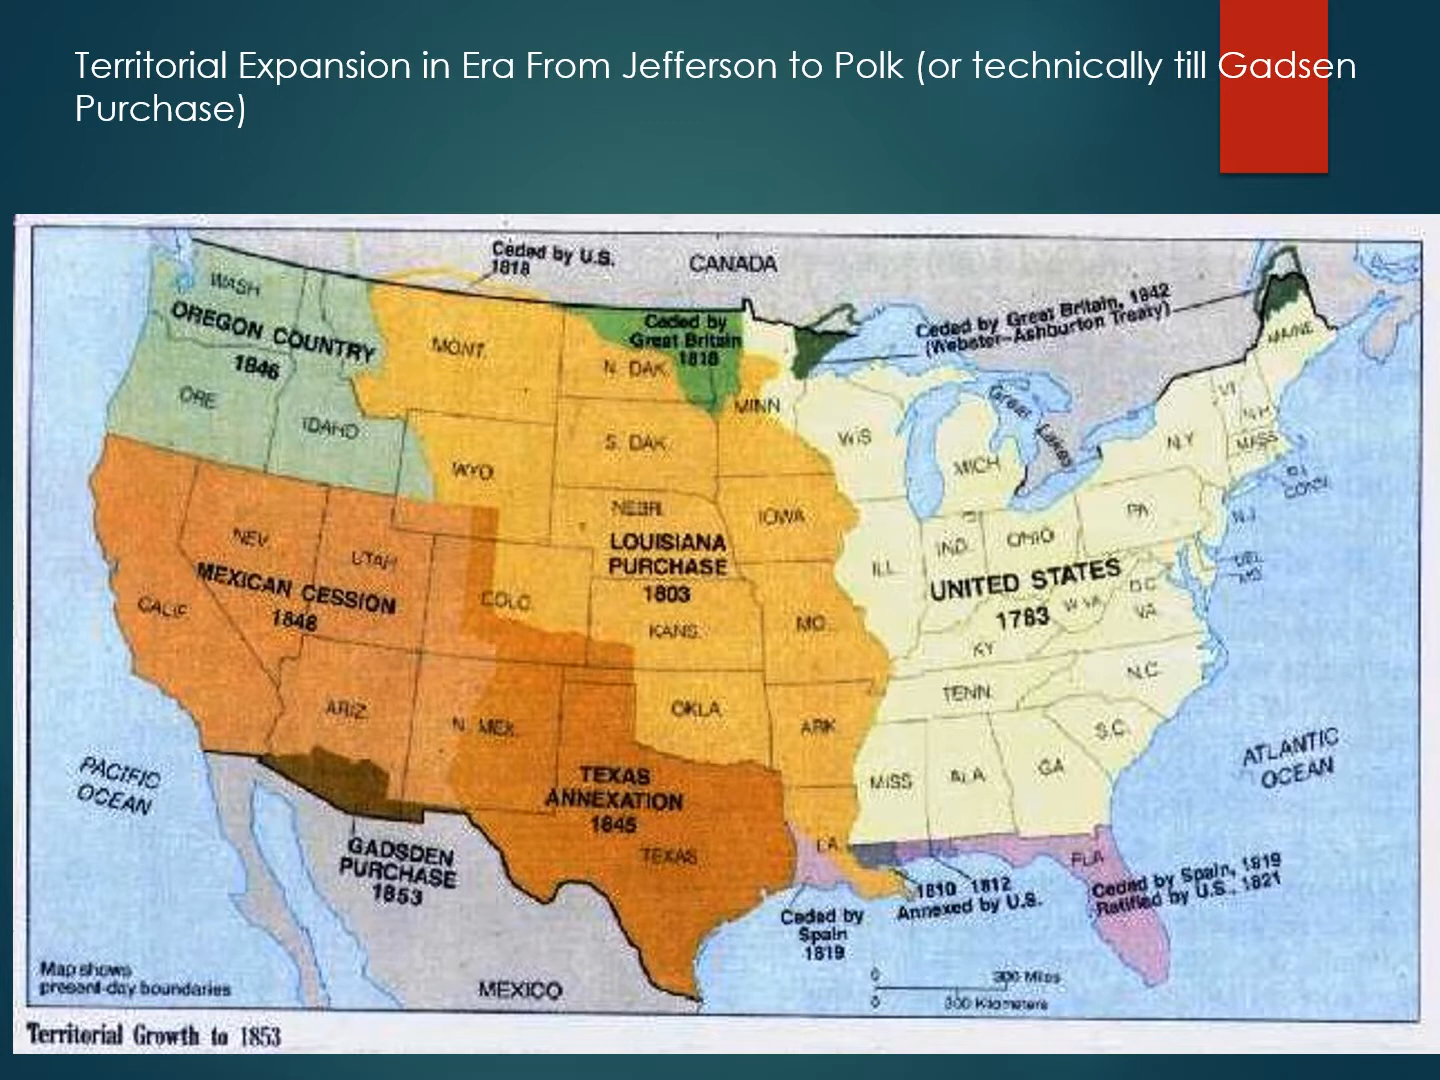 Territorial Expansion in Era From Jefferson to Polk (or technically till Gadsen
Purchase)
Ceded by U.S.
1818
CANADA
WASH
OREGON COUNTRY
1846
ORE.
IDAHO
MONT.
Ceded by
Great Britain
1818
N. DAK.
MINN
Ceded by Great Britain, 1842
(Webster–Ashburton Treaty)
MAINE
VT
N.H.
MASS
R.I.
CONN.
N.Y.
Great
Lakes
WIS
MICH
S. DAK.
WYO.
NEBR.
IOWA
PA
N.J.
DEL
MD
NEV.
UTAH
LOUISIANA
PURCHASE
1803
IND.
OHIO
ILL.
UNITED STATES
1783
D.C.
W. VA.
VA.
MEXICAN CESSION
1848
CALIF.
COLO.
KANS.
MO.
KY.
N.C.
TENN.
ARIZ.
N. MEX.
OKLA
ARK
S.C.
PACIFIC
OCEAN
TEXAS
ANNEXATION
1845
TEXAS
MISS
ALA
GA
ATLANTIC
OCEAN
GADSDEN
PURCHASE
1853
LA.
FLA
1810 1812
Annexed by U.S.
Ceded by Spain, 1819
Ratified by U.S., 1821
Ceded by
Spain
1819
Map shows
present-day boundaries
MEXICO
0 300 Miles
0 300 Kilometers
Territorial Growth to 1853